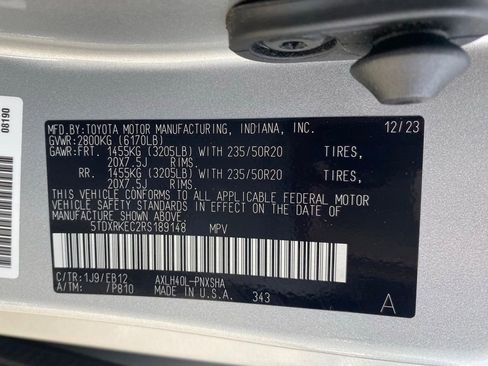 08190
MFD.BY:TOYOTA MOTOR MANUFACTURING, INDIANA, INC. 12/23
GVWR:2800KG (6170LB)
GAWR:FRT. 1455KG (3205LB) WITH 235/50R20 TIRES,
20X7.5J RIMS.
RR. 1455KG (3205LB) WITH 235/50R20 TIRES,
20X7.5J RIMS.
THIS VEHICLE CONFORMS TO ALL APPLICABLE FEDERAL MOTOR
VEHICLE SAFETY STANDARDS IN EFFECT ON THE DATE
OF MANUFACTURE SHOWN ABOVE.
5TDXRKEC2RS189148 MPV
C/TR:1J9/EB12 AXLH40L-PNXSHA
A/TM: /P810 MADE IN U.S.A. 343 A